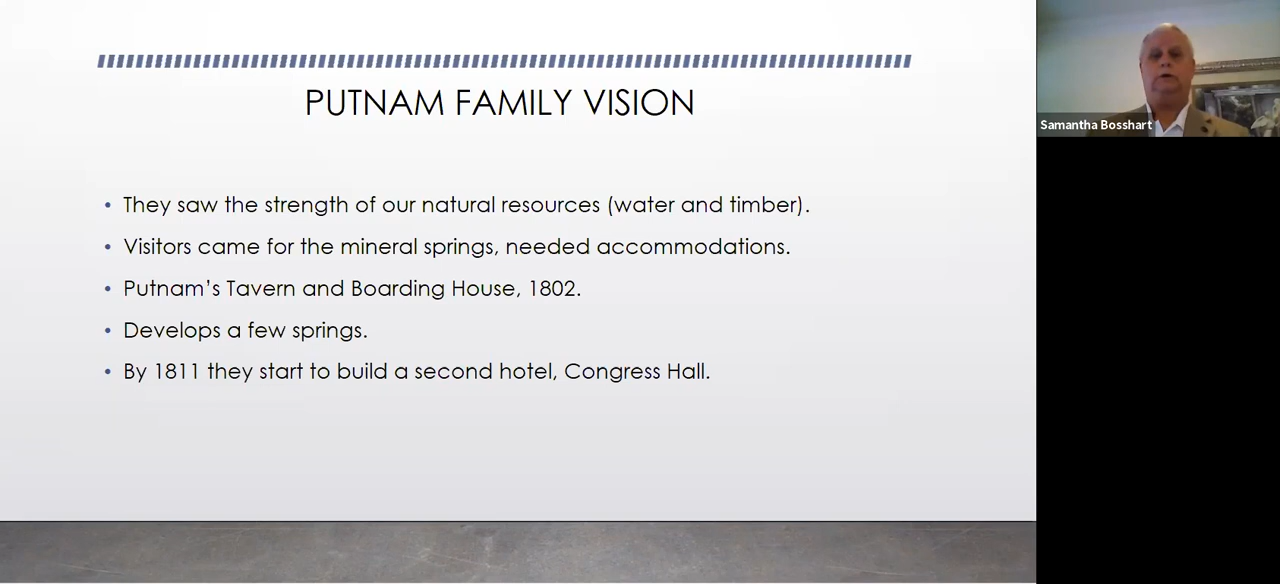 PUTNAM FAMILY VISION
• They saw the strength of our natural resources (water and timber).
• Visitors came for the mineral springs, needed accommodations.
• Putnam’s Tavern and Boarding House, 1802.
• Develops a few springs.
• By 1811 they start to build a second hotel, Congress Hall.
Samantha Bosshart